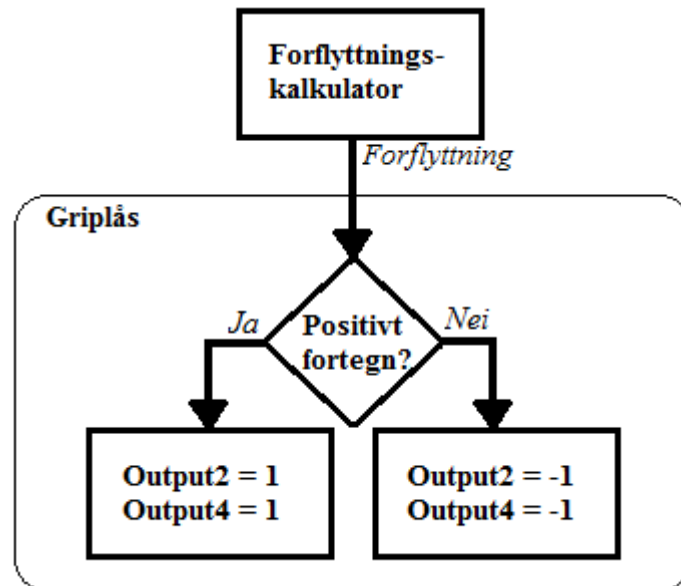 Forflyttnings-
kalkulator
Forflyttning
Griplås
Ja
Positivt
fortegn?
Nei
Output2 = 1
Output4 = 1
Output2 = -1
Output4 = -1